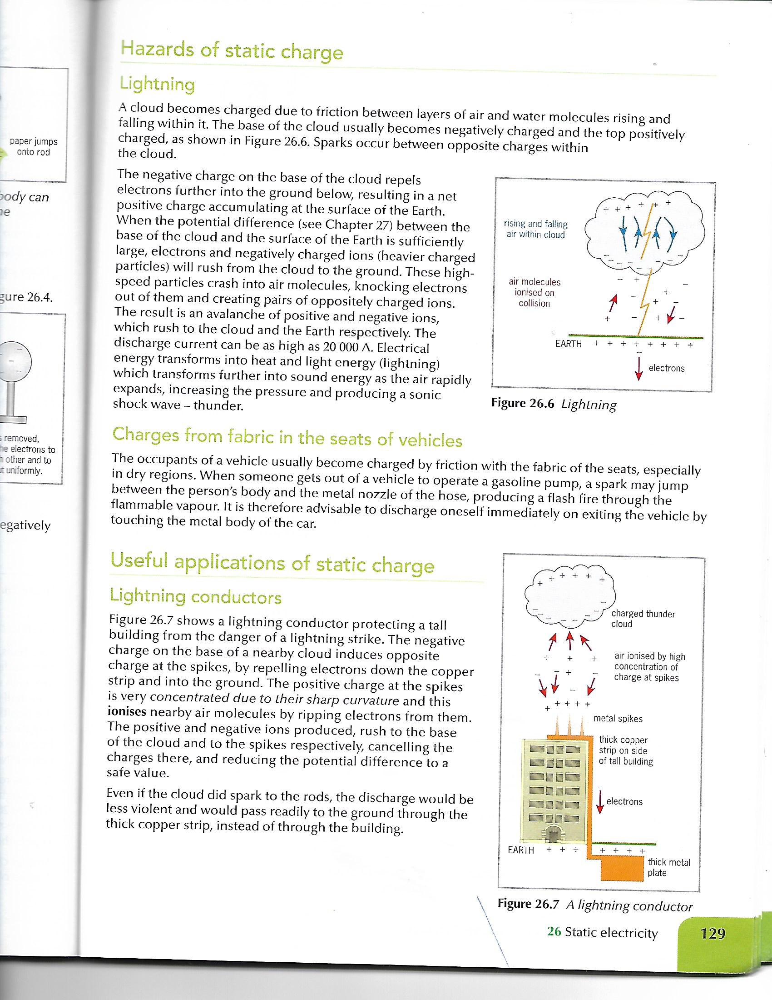 paper jumps
onto rod
body can
gure 26.4.
removed,
electrons to
other and to
uniformly.
egatively
Hazards of static charge
Lightning
A cloud becomes charged due to friction between layers of air and water molecules rising and
falling within it. The base of the cloud usually becomes negatively charged and the top positively
charged, as shown in Figure 26.6. Sparks occur between opposite charges within
the cloud.
The negative charge on the base of the cloud repels
electrons further into the ground below, resulting in a net
positive charge accumulating at the surface of the Earth.
When the potential difference (see Chapter 27) between the
base of the cloud and the surface of the Earth is sufficiently
large, electrons and negatively charged ions (heavier charged
particles) will rush from the cloud to the ground. These high-
speed particles crash into air molecules, knocking electrons
out of them and creating pairs of oppositely charged ions.
The result is an avalanche of positive and negative ions,
which rush to the cloud and the Earth respectively. The
discharge current can be as high as 20 000 A. Electrical
energy transforms into heat and light energy (lightning)
which transforms further into sound energy as the air rapidly
expands, increasing the pressure and producing a sonic
shock wave – thunder.
rising and falling
air within cloud
air molecules
ionised on
collision
EARTH
electrons
Figure 26.6 Lightning
Charges from fabric in the seats of vehicles
The occupants of a vehicle usually become charged by friction with the fabric of the seats, especially
in dry regions. When someone gets out of a vehicle to operate a gasoline pump, a spark may jump
between the person's body and the metal nozzle of the hose, producing a flash fire through the
flammable vapour. It is therefore advisable to discharge oneself immediately on exiting the vehicle by
touching the metal body of the car.
Useful applications of static charge
Lightning conductors
Figure 26.7 shows a lightning conductor protecting a tall
building from the danger of a lightning strike. The negative
charge on the base of a nearby cloud induces opposite
charge at the spikes, by repelling electrons down the copper
strip and into the ground. The positive charge at the spikes
is very concentrated due to their sharp curvature and this
ionises nearby air molecules by ripping electrons from them.
The positive and negative ions produced, rush to the base
of the cloud and to the spikes respectively, cancelling the
charges there, and reducing the potential difference to a
safe value.
Even if the cloud did spark to the rods, the discharge would be
less violent and would pass readily to the ground through the
thick copper strip, instead of through the building.
charged thunder
cloud
air ionised by high
concentration of
charge at spikes
metal spikes
thick copper
strip on side
of tall building
electrons
EARTH
thick metal
plate
Figure 26.7 A lightning conductor
26 Static electricity
129